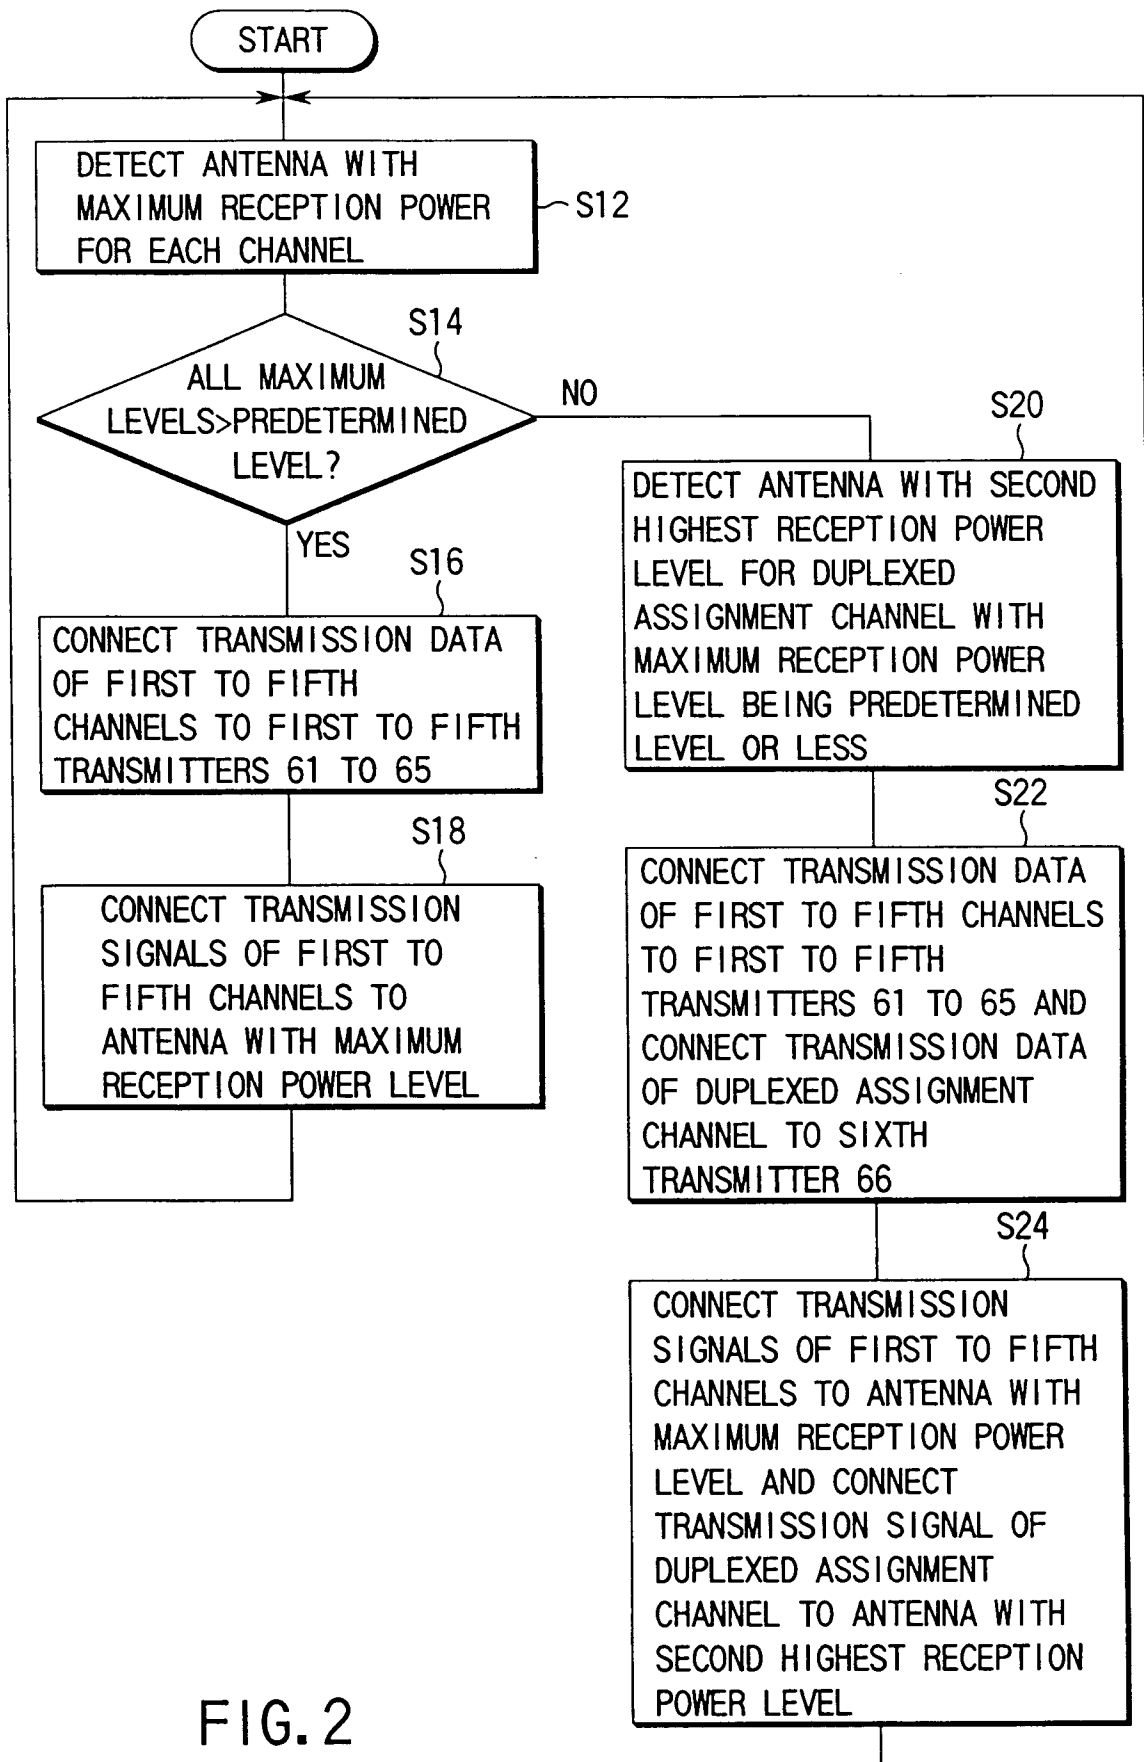 START
DETECT ANTENNA WITH
MAXIMUM RECEPTION POWER
FOR EACH CHANNEL
S12
S14
ALL MAXIMUM
LEVELS>PREDETERMINED
LEVEL?
NO
YES
S16
CONNECT TRANSMISSION DATA
OF FIRST TO FIFTH
CHANNELS TO FIRST TO FIFTH
TRANSMITTERS 61 TO 65
S18
CONNECT TRANSMISSION
SIGNALS OF FIRST TO
FIFTH CHANNELS TO
ANTENNA WITH MAXIMUM
RECEPTION POWER LEVEL
S20
DETECT ANTENNA WITH SECOND
HIGHEST RECEPTION POWER
LEVEL FOR DUPLEXED
ASSIGNMENT CHANNEL WITH
MAXIMUM RECEPTION POWER
LEVEL BEING PREDETERMINED
LEVEL OR LESS
S22
CONNECT TRANSMISSION DATA
OF FIRST TO FIFTH CHANNELS
TO FIRST TO FIFTH
TRANSMITTERS 61 TO 65 AND
CONNECT TRANSMISSION DATA
OF DUPLEXED ASSIGNMENT
CHANNEL TO SIXTH
TRANSMITTER 66
S24
CONNECT TRANSMISSION
SIGNALS OF FIRST TO FIFTH
CHANNELS TO ANTENNA WITH
MAXIMUM RECEPTION POWER
LEVEL AND CONNECT
TRANSMISSION SIGNAL OF
DUPLEXED ASSIGNMENT
CHANNEL TO ANTENNA WITH
SECOND HIGHEST RECEPTION
POWER LEVEL
FIG. 2